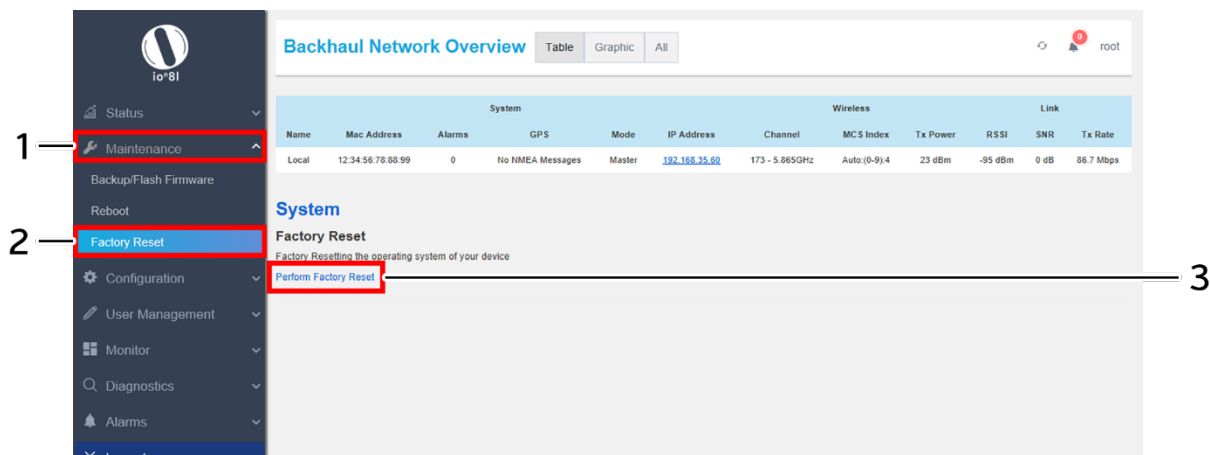 io"8I
Backhaul Network Overview
Table Graphic All
0
root
Status
1
Maintenance
Backup/Flash Firmware
Reboot
2
Factory Reset
Configuration
User Management
Monitor
Diagnostics
Alarms
System Wireless Link
Name Mac Address Alarms GPS Mode IP Address Channel MCS Index Tx Power RSSI SNR Tx Rate
Local 12:34:56:78:88:99 0 No NMEA Messages Master 192.168.35.60 173 - 5.865GHz Auto:(0-9):4 23 dBm -95 dBm 0 dB 86.7 Mbps
System
Factory Reset
Factory Resetting the operating system of your device
Perform Factory Reset
3